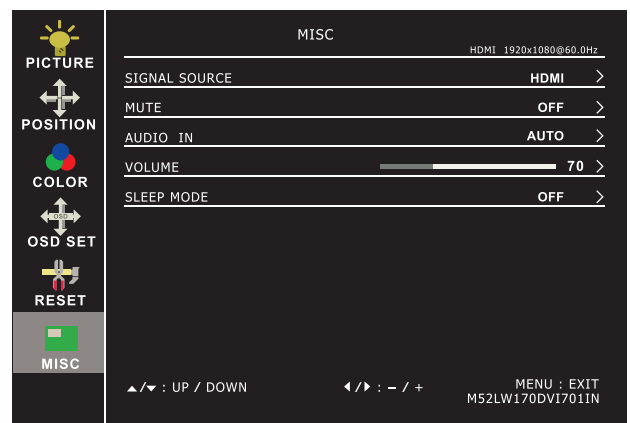 MISC
HDMI 1920x1080@60.0Hz
PICTURE
POSITION
COLOR
OSD
OSD SET
RESET
MISC
SIGNAL SOURCE HDMI
MUTE OFF
AUDIO IN AUTO
VOLUME 70
SLEEP MODE OFF
▲/▼ : UP / DOWN ◀/▶ : – / + MENU : EXIT
M52LW170DVI701IN